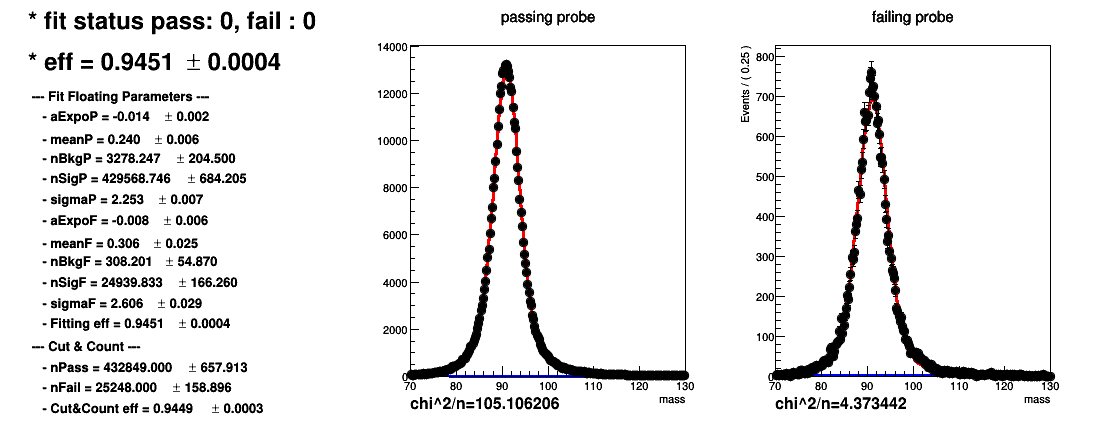 * fit status pass: 0, fail : 0
* eff = 0.9451 ± 0.0004
--- Fit Floating Parameters ---
- aExpoP = -0.014 ± 0.002
- meanP = 0.240 ± 0.006
- nBkgP = 3278.247 ± 204.500
- nSigP = 429568.746 ± 684.205
- sigmaP = 2.253 ± 0.007
- aExpoF = -0.008 ± 0.006
- meanF = 0.306 ± 0.025
- nBkgF = 308.201 ± 54.870
- nSigF = 24939.833 ± 166.260
- sigmaF = 2.606 ± 0.029
- Fitting eff = 0.9451 ± 0.0004
--- Cut & Count ---
- nPass = 432849.000 ± 657.913
- nFail = 25248.000 ± 158.896
- Cut&Count eff = 0.9449 ± 0.0003
passing probe
14000
12000
10000
8000
6000
4000
2000
0
70 80 90 100 110 120 130
mass
chi^2/n=105.106206
failing probe
Events / ( 0.25 )
800
700
600
500
400
300
200
100
0
70 80 90 100 110 120 130
mass
chi^2/n=4.373442